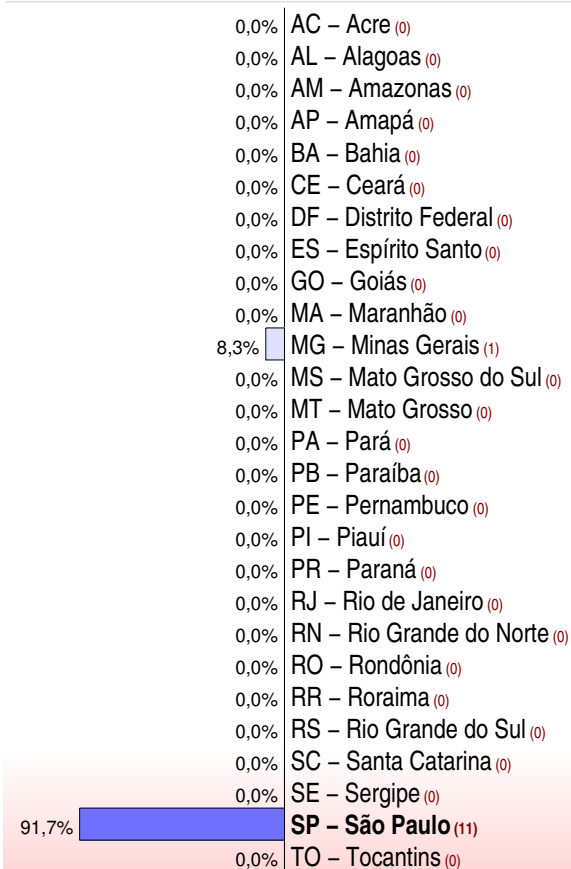 0,0% AC – Acre (0)
0,0% AL – Alagoas (0)
0,0% AM – Amazonas (0)
0,0% AP – Amapá (0)
0,0% BA – Bahia (0)
0,0% CE – Ceará (0)
0,0% DF – Distrito Federal (0)
0,0% ES – Espírito Santo (0)
0,0% GO – Goiás (0)
0,0% MA – Maranhão (0)
8,3% MG – Minas Gerais (1)
0,0% MS – Mato Grosso do Sul (0)
0,0% MT – Mato Grosso (0)
0,0% PA – Pará (0)
0,0% PB – Paraíba (0)
0,0% PE – Pernambuco (0)
0,0% PI – Piauí (0)
0,0% PR – Paraná (0)
0,0% RJ – Rio de Janeiro (0)
0,0% RN – Rio Grande do Norte (0)
0,0% RO – Rondônia (0)
0,0% RR – Roraima (0)
0,0% RS – Rio Grande do Sul (0)
0,0% SC – Santa Catarina (0)
0,0% SE – Sergipe (0)
91,7% SP – São Paulo (11)
0,0% TO – Tocantins (0)